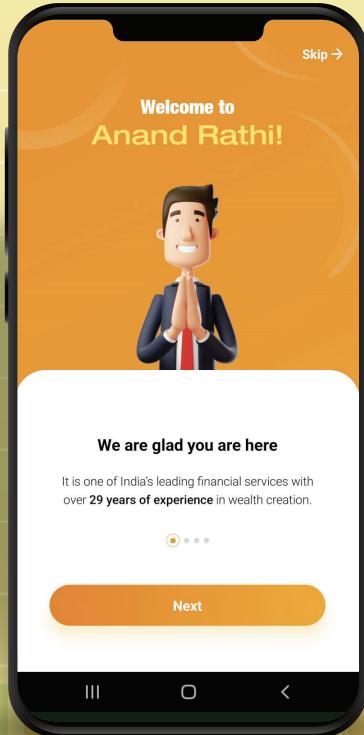 Skip →
Welcome to
Anand Rathi!
We are glad you are here
It is one of India's leading financial services with
over 29 years of experience in wealth creation.
Next